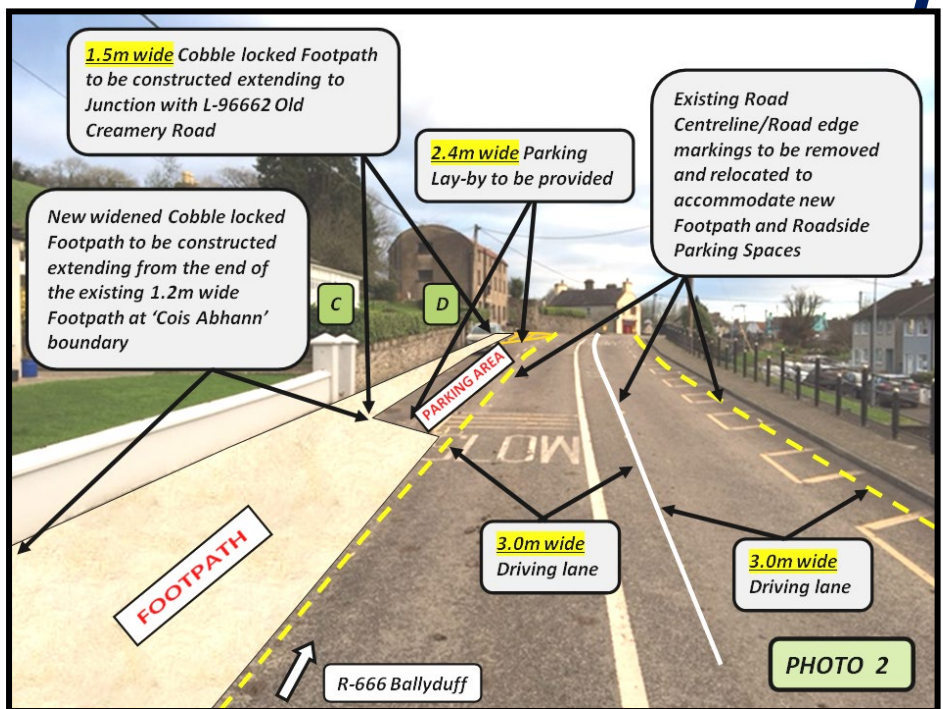 1.5m wide Cobble locked Footpath
to be constructed extending to
Junction with L-96662 Old
Creamery Road
2.4m wide Parking
Lay-by to be provided
Existing Road
Centreline/Road edge
markings to be removed
and relocated to
accommodate new
Footpath and Roadside
Parking Spaces
New widened Cobble locked
Footpath to be constructed
extending from the end of
the existing 1.2m wide
Footpath at ‘Cois Abhann’
boundary
C
D
PARKING AREA
FOOTPATH
3.0m wide
Driving lane
3.0m wide
Driving lane
R-666 Ballyduff
PHOTO 2